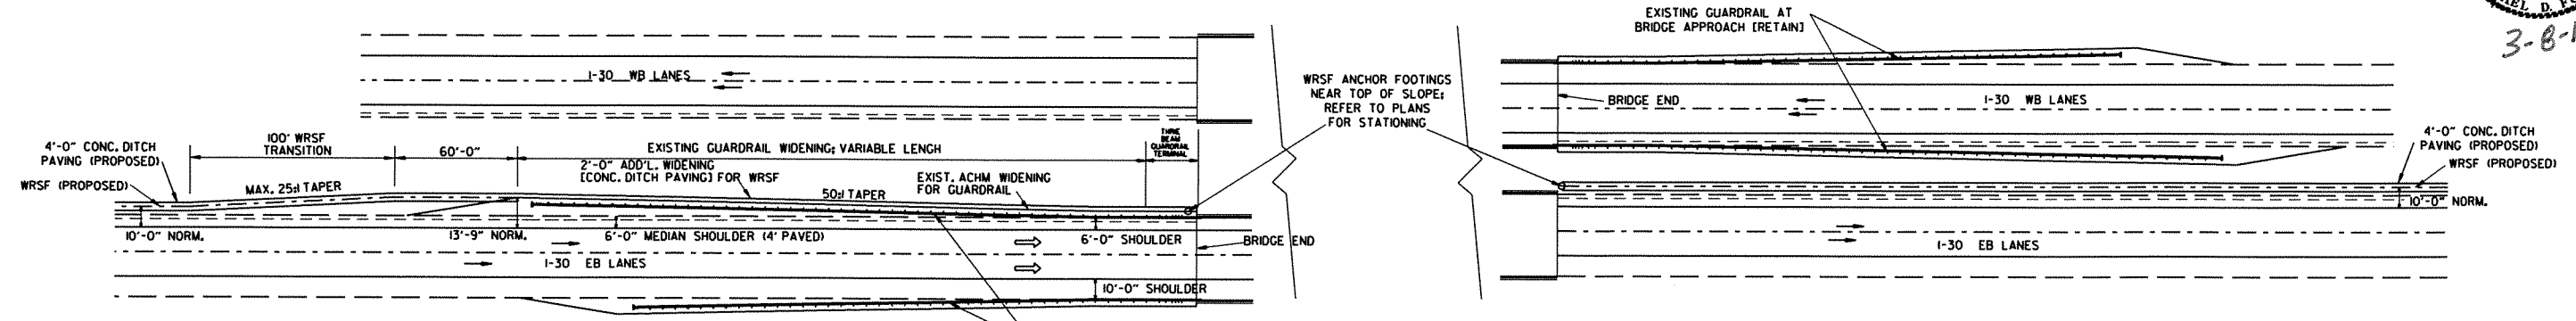 EXISTING GUARDRAIL AT
BRIDGE APPROACH [RETAIN]
3-8-1
I-30 WB LANES
WRSF ANCHOR FOOTINGS
NEAR TOP OF SLOPE;
REFER TO PLANS
FOR STATIONING
BRIDGE END
I-30 WB LANES
4'-0" CONC. DITCH
PAVING (PROPOSED)
WRSF (PROPOSED)
100' WRSF
TRANSITION
60'-0"
EXISTING GUARDRAIL WIDENING; VARIABLE LENGH
THRIE
BEAM
GUARDRAIL
TERMINAL
2'-0" ADD'L. WIDENING
[CONC. DITCH PAVING] FOR WRSF
EXIST. ACHM WIDENING
FOR GUARDRAIL
MAX. 25:1 TAPER
50:1 TAPER
4'-0" CONC. DITCH
PAVING (PROPOSED)
WRSF (PROPOSED)
10'-0" NORM.
10'-0" NORM.
13'-9" NORM.
6'-0" MEDIAN SHOULDER (4' PAVED)
6'-0" SHOULDER
BRIDGE END
I-30 EB LANES
I-30 EB LANES
10'-0" SHOULDER